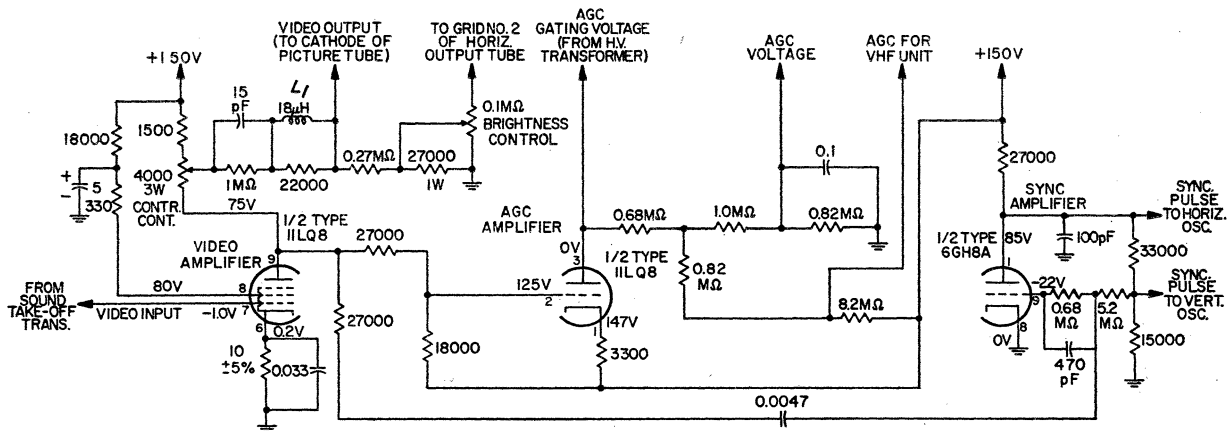 VIDEO OUTPUT
(TO CATHODE OF
PICTURE TUBE)
TO GRID NO. 2
OF HORIZ.
OUTPUT TUBE
AGC
GATING VOLTAGE
(FROM H.V.
TRANSFORMER)
AGC
VOLTAGE
AGC FOR
VHF UNIT
+150V
+150V
15
pF
L1
18μH
0.1MΩ
BRIGHTNESS
CONTROL
18000
1500
4000
3W
CONTR.
CONT.
1MΩ
22000
0.27MΩ
27000
1W
+
-
5
330
75V
1/2 TYPE
11LQ8
VIDEO
AMPLIFIER
9
8
7
6
80V
FROM
SOUND
TAKE-OFF
TRANS.
VIDEO INPUT
-1.0V
0.2V
10
±5%
0.033
27000
27000
18000
AGC
AMPLIFIER
0V
3
1/2 TYPE
11LQ8
125V
2
1
147V
3300
0.68MΩ
1.0MΩ
0.82MΩ
0.1
0.82
MΩ
8.2MΩ
0.0047
27000
SYNC
AMPLIFIER
1/2 TYPE
6GH8A
85V
1
100pF
33000
SYNC.
PULSE
TO HORIZ.
OSC.
-22V
9
0.68
MΩ
5.2
MΩ
SYNC.
PULSE
TO VERT.
OSC.
8
0V
470
pF
15000